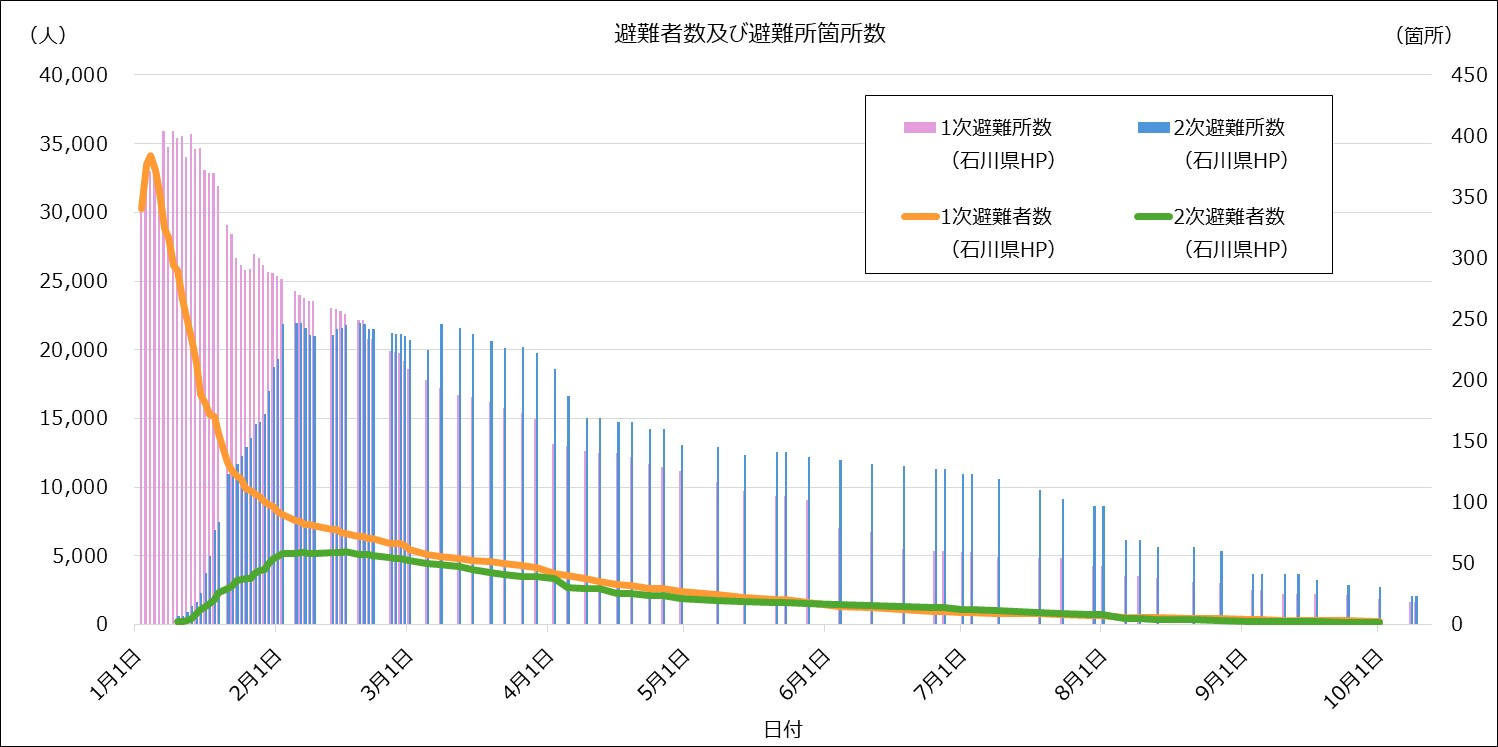 避難者数及び避難所箇所数
（人）
（箇所）
40,000
35,000
30,000
25,000
20,000
15,000
10,000
5,000
0
450
400
350
300
250
200
150
100
50
0
1次避難所数
（石川県HP）
2次避難所数
（石川県HP）
1次避難者数
（石川県HP）
2次避難者数
（石川県HP）
1月1日
2月1日
3月1日
4月1日
5月1日
6月1日
7月1日
8月1日
9月1日
10月1日
日付